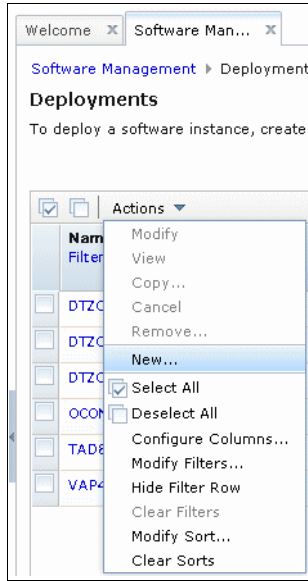 Welcome X Software Man... X
Software Management Deployment
Deployments
To deploy a software instance, create
Actions
Nam
Filter
Modify
View
Copy...
Cancel
Remove...
New...
Select All
Deselect All
Configure Columns...
Modify Filters...
Hide Filter Row
Clear Filters
Modify Sort...
Clear Sorts
DTZC
DTZC
DTZC
OCON
TAD8
VAP4